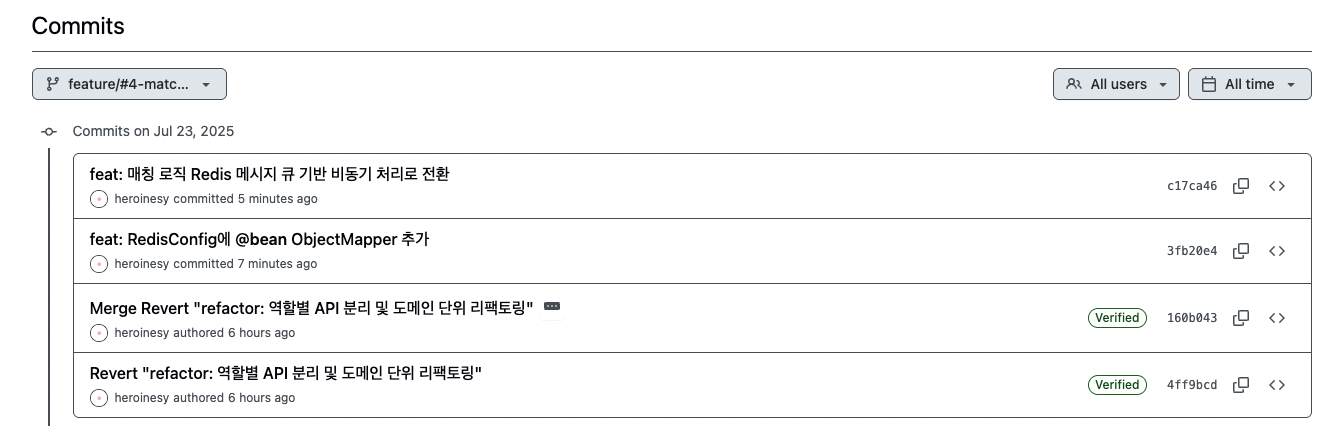 Commits
feature/#4-matc...
All users
All time
Commits on Jul 23, 2025
feat: 매칭 로직 Redis 메시지 큐 기반 비동기 처리로 전환
heroinesy committed 5 minutes ago
c17ca46
feat: RedisConfig에 @bean ObjectMapper 추가
heroinesy committed 7 minutes ago
3fb20e4
Merge Revert "refactor: 역할별 API 분리 및 도메인 단위 리팩토링"
heroinesy authored 6 hours ago
Verified
160b043
Revert "refactor: 역할별 API 분리 및 도메인 단위 리팩토링"
heroinesy authored 6 hours ago
Verified
4ff9bcd